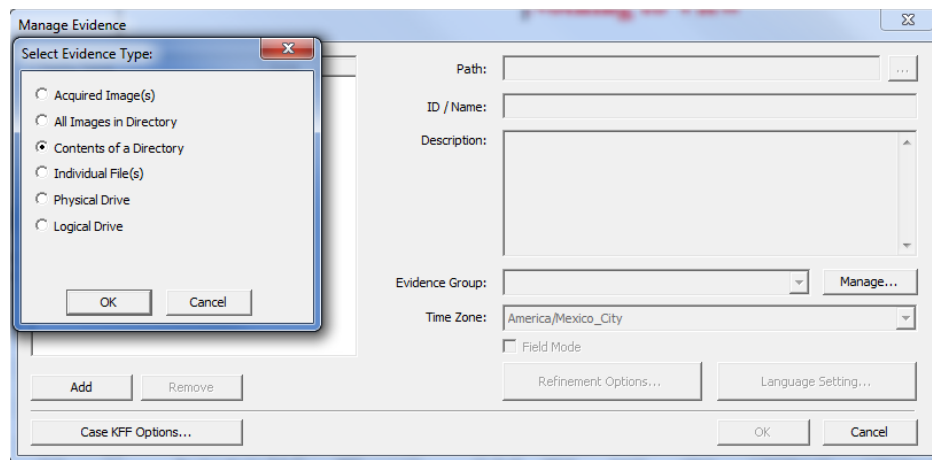 Manage Evidence
Select Evidence Type:
Acquired Image(s)
All Images in Directory
Contents of a Directory
Individual File(s)
Physical Drive
Logical Drive
OK
Cancel
Path:
...
ID / Name:
Description:
Evidence Group:
Manage...
Time Zone:
America/Mexico_City
Field Mode
Refinement Options...
Language Setting...
Add
Remove
Case KFF Options...
OK
Cancel